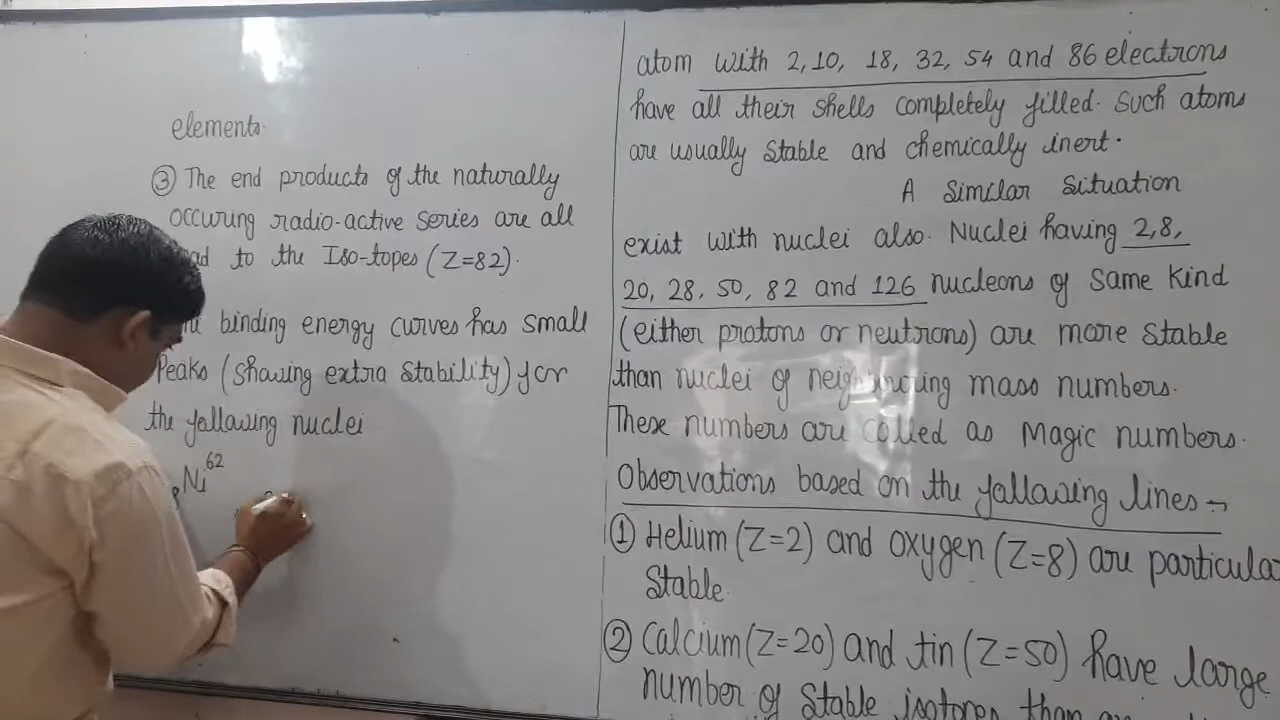 elements.
③ The end products of the naturally
occuring radio-active series are all
to the Iso-topes (Z=82).
binding energy curves has small
Peaks (showing extra stability) for
the following nuclei
Ni⁶²
atom with 2, 10, 18, 32, 54 and 86 electrons
have all their shells completely filled. Such atoms
are usually stable and chemically inert.
A Similar Situation
exist with nuclei also. Nuclei having 2, 8,
20, 28, 50, 82 and 126 nucleons of same kind
(either protons or neutrons) are more stable
than nuclei of neighbouring mass numbers.
These numbers are called as Magic numbers.
Observations based on the following lines
① Helium (Z=2) and oxygen (Z=8) are particula
Stable.
② Calcium (Z=20) and tin (Z=50) have large
number of stable isotopes than